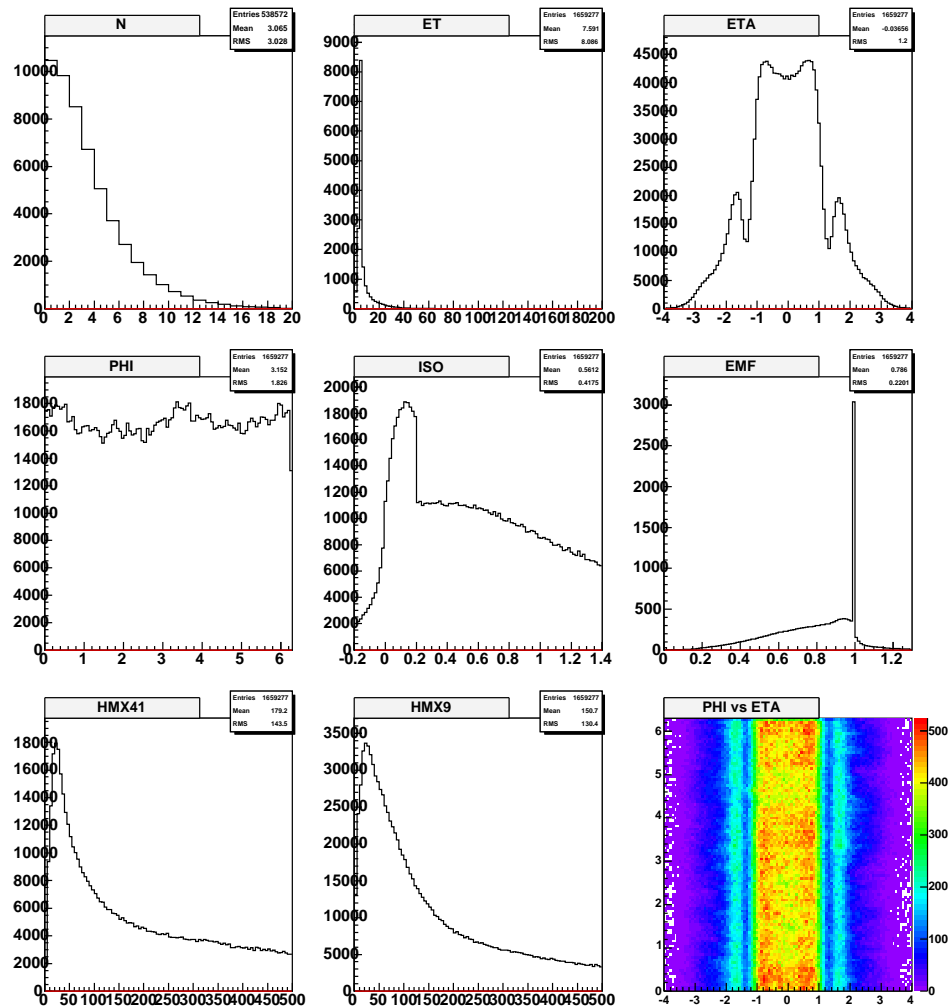 N
Entries 538572
Mean 3.065
RMS 3.028
10000
8000
6000
4000
2000
0
0 2 4 6 8 10 12 14 16 18 20
ET
Entries 1659277
Mean 7.591
RMS 8.086
9000
8000
7000
6000
5000
4000
3000
2000
1000
0
0 20 40 60 80 100 120 140 160 180 200
ETA
Entries 1659277
Mean -0.03656
RMS 1.2
45000
40000
35000
30000
25000
20000
15000
10000
5000
0
-4 -3 -2 -1 0 1 2 3 4
PHI
Entries 1659277
Mean 3.152
RMS 1.826
18000
16000
14000
12000
10000
8000
6000
4000
2000
0
0 1 2 3 4 5 6
ISO
Entries 1659277
Mean 0.5612
RMS 0.4175
20000
18000
16000
14000
12000
10000
8000
6000
4000
2000
0
-0.2 0 0.2 0.4 0.6 0.8 1 1.2 1.4
EMF
Entries 1659277
Mean 0.786
RMS 0.2201
3000
2500
2000
1500
1000
500
0
0 0.2 0.4 0.6 0.8 1 1.2
HMX41
Entries 1659277
Mean 179.2
RMS 143.5
18000
16000
14000
12000
10000
8000
6000
4000
2000
0
0 50 100 150 200 250 300 350 400 450 500
HMX9
Entries 1659277
Mean 150.7
RMS 130.4
35000
30000
25000
20000
15000
10000
5000
0
0 50 100 150 200 250 300 350 400 450 500
PHI vs ETA
6
5
4
3
2
1
0
-4 -3 -2 -1 0 1 2 3 4
500
400
300
200
100
0